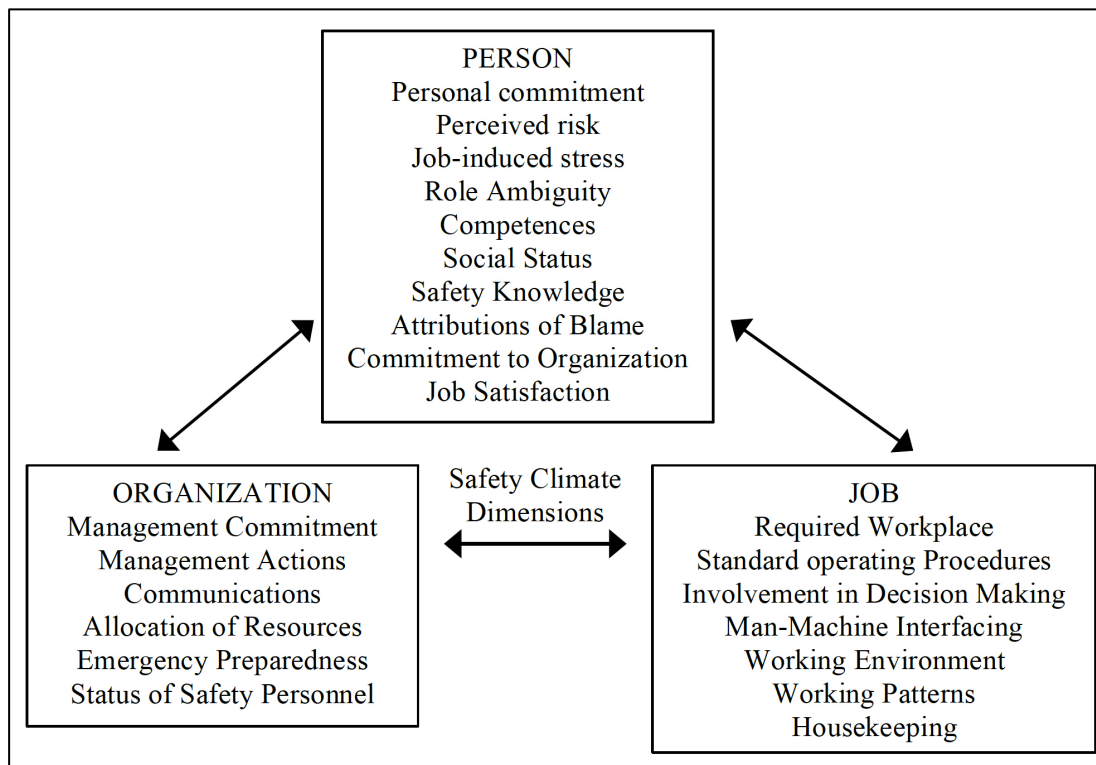 PERSON
Personal commitment
Perceived risk
Job-induced stress
Role Ambiguity
Competences
Social Status
Safety Knowledge
Attributions of Blame
Commitment to Organization
Job Satisfaction
ORGANIZATION
Management Commitment
Management Actions
Communications
Allocation of Resources
Emergency Preparedness
Status of Safety Personnel
Safety Climate
Dimensions
JOB
Required Workplace
Standard operating Procedures
Involvement in Decision Making
Man-Machine Interfacing
Working Environment
Working Patterns
Housekeeping